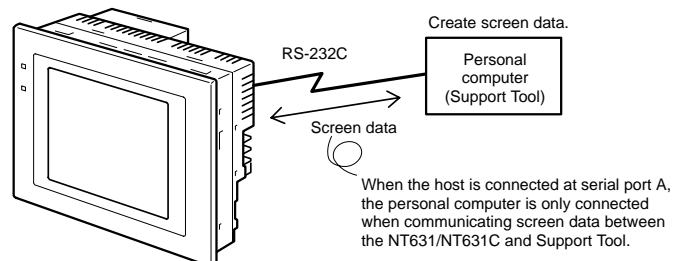 Create screen data.
RS-232C
Personal
computer
(Support Tool)
Screen data
When the host is connected at serial port A,
the personal computer is only connected
when communicating screen data between
the NT631/NT631C and Support Tool.